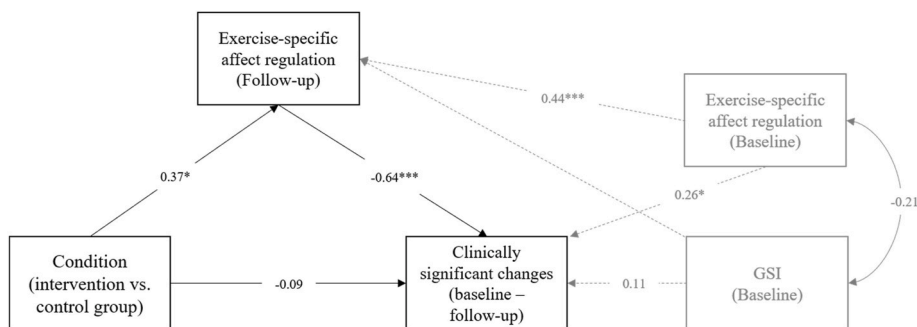 Exercise-specific
affect regulation
(Follow-up)
Exercise-specific
affect regulation
(Baseline)
0.44***
0.37*
-0.64***
0.26*
-0.21
Condition
(intervention vs.
control group)
-0.09
Clinically
significant changes
(baseline –
follow-up)
0.11
GSI
(Baseline)